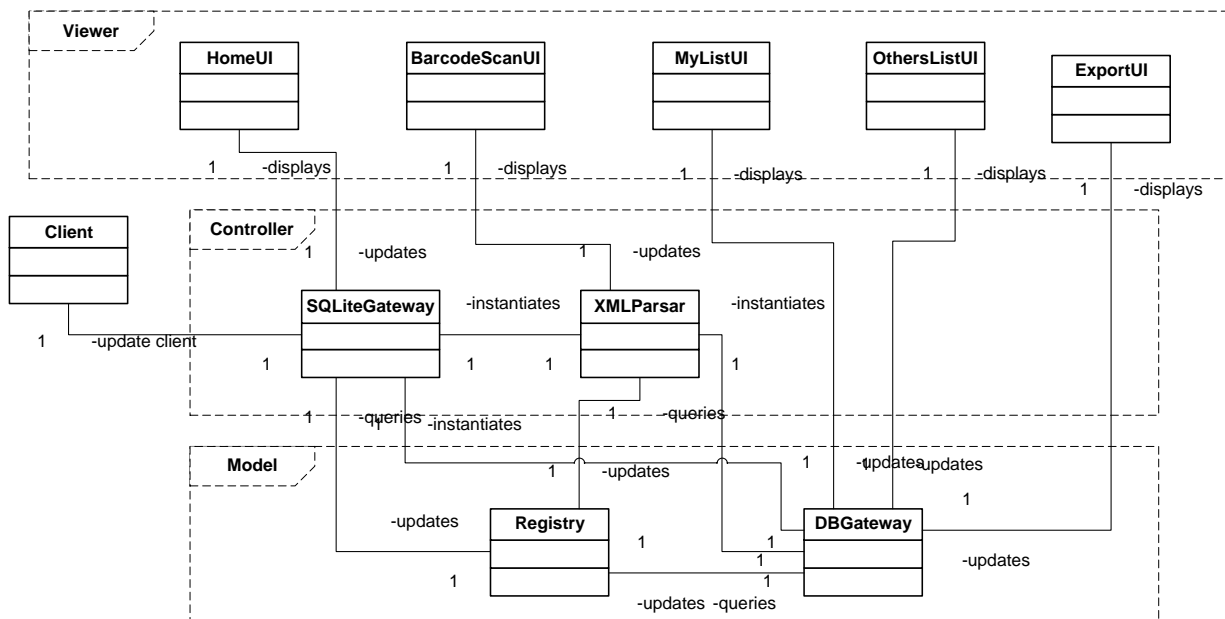 Viewer
HomeUI
BarcodeScanUI
MyListUI
OthersListUI
ExportUI
1 -displays 1 -displays 1 -displays 1 -displays 1 -displays
Client
Controller
1 -updates 1 -updates
SQLiteGateway -instantiates XMLParsar -instantiates
1 -update client 1 1 1 1
1 -queries 1 -instantiates 1 -queries
Model
1 -updates 1 -updates 1 -updates 1
-updates Registry DBGateway
1 1
1 -updates
1 1
-updates -queries